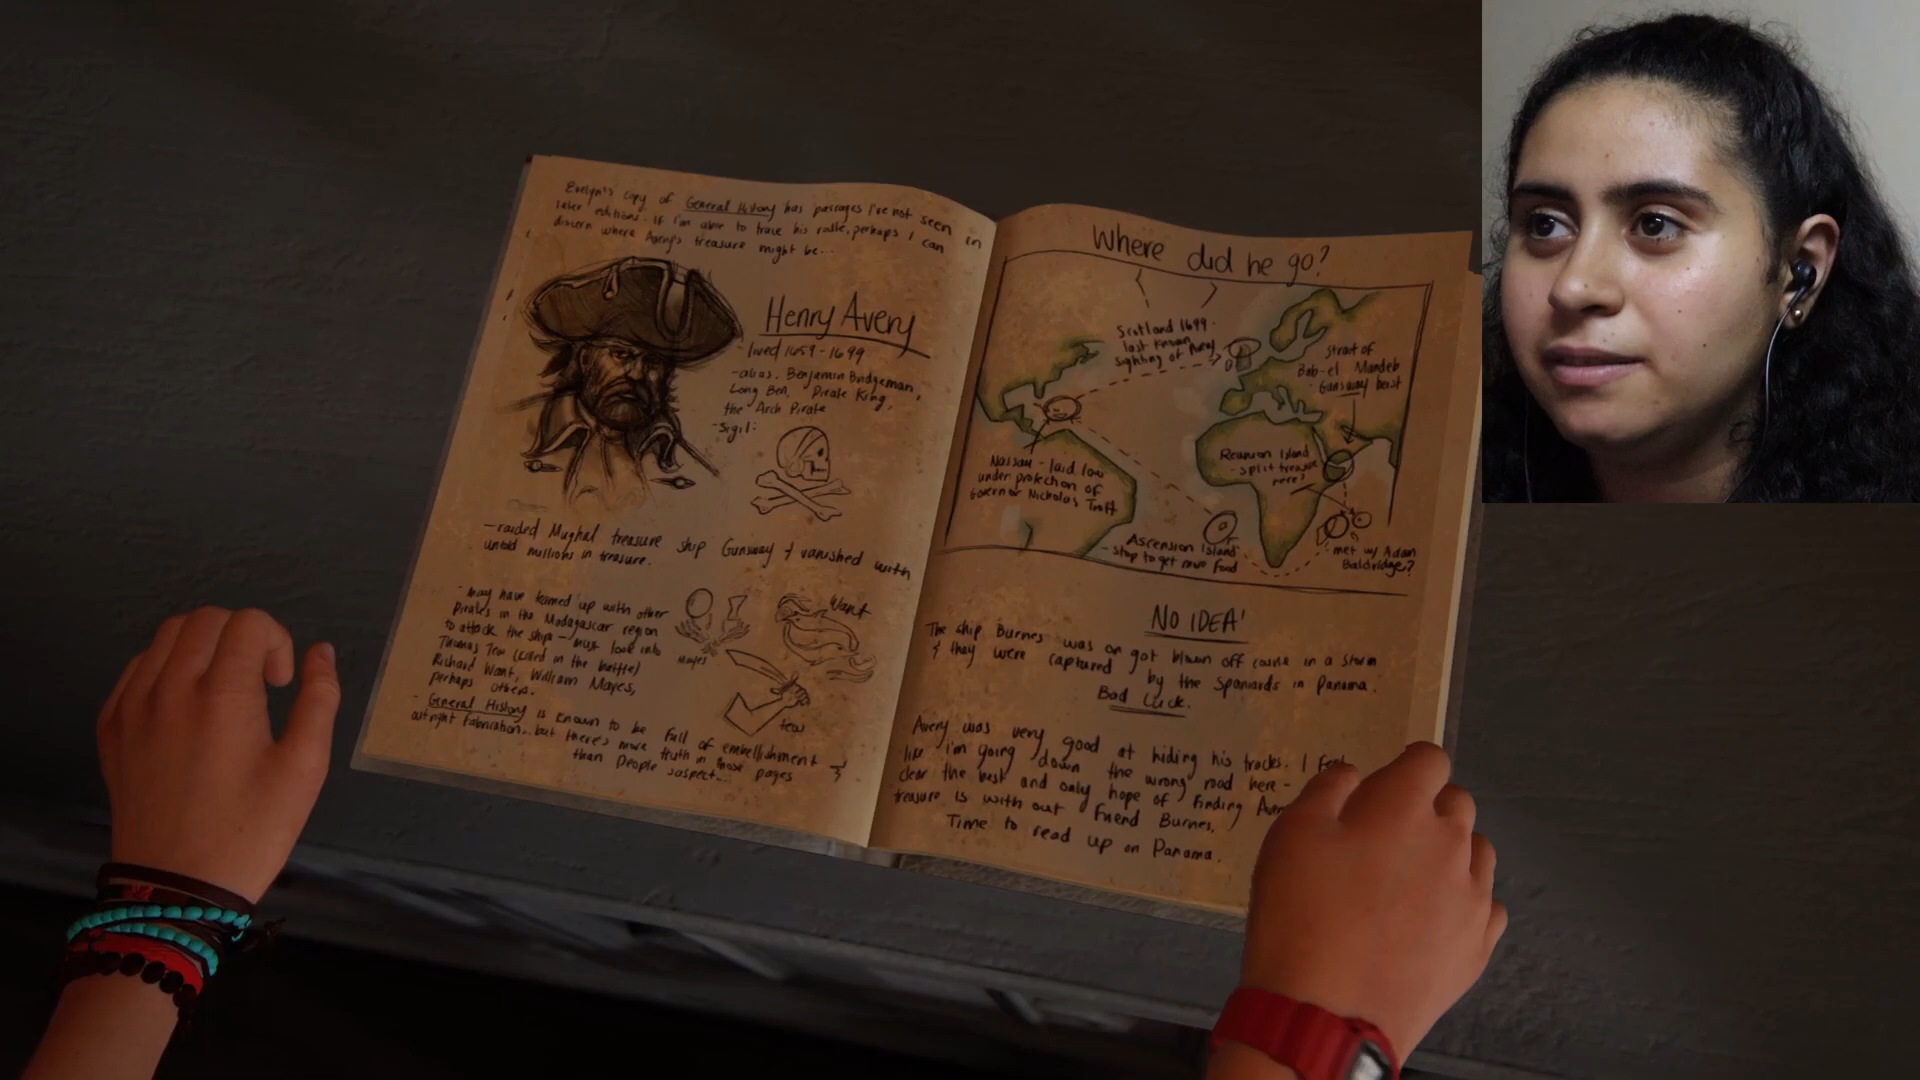 Evelyn's copy of General History has passages I've not seen in
later editions. If I'm able to trace his route, perhaps I can
discern where Avery's treasure might be...
Henry Avery
- lived 1659-1699
- alias. Benjamin Bridgeman,
Long Ben, Pirate King,
the Arch Pirate
- Sigil:
- raided Mughal treasure ship Gunsway & vanished with
untold millions in treasure.
- may have teamed up with other
Pirates in the Madagascar region
to attack the ship - must look into
Thomas Tew (killed in the battle)
Richard Want, William Mayes,
perhaps others.
Mayes
Want
Tew
- General History is known to be full of embellishment &
outright fabrication... but there's more truth in those pages
than people suspect...
Where did he go?
Scotland 1699 -
last known
sighting of Avery
Strait of
Bab-el Mandeb
- Gunsway heist
Nassau - laid low
under protection of
Governor Nicholas Trott
Reunion Island
- split treasure
here?
Ascension Island
- stop to get more food
met w/ Adam
Baldridge?
NO IDEA!
The ship Burnes was on got blown off course in a storm
& they were captured by the Spaniards in Panama.
Bad Luck.
Avery was very good at hiding his tracks. I feel
like I'm going down the wrong road here -
clear the best and only hope of finding
treasure is with our friend Burnes.
Time to read up on Panama.